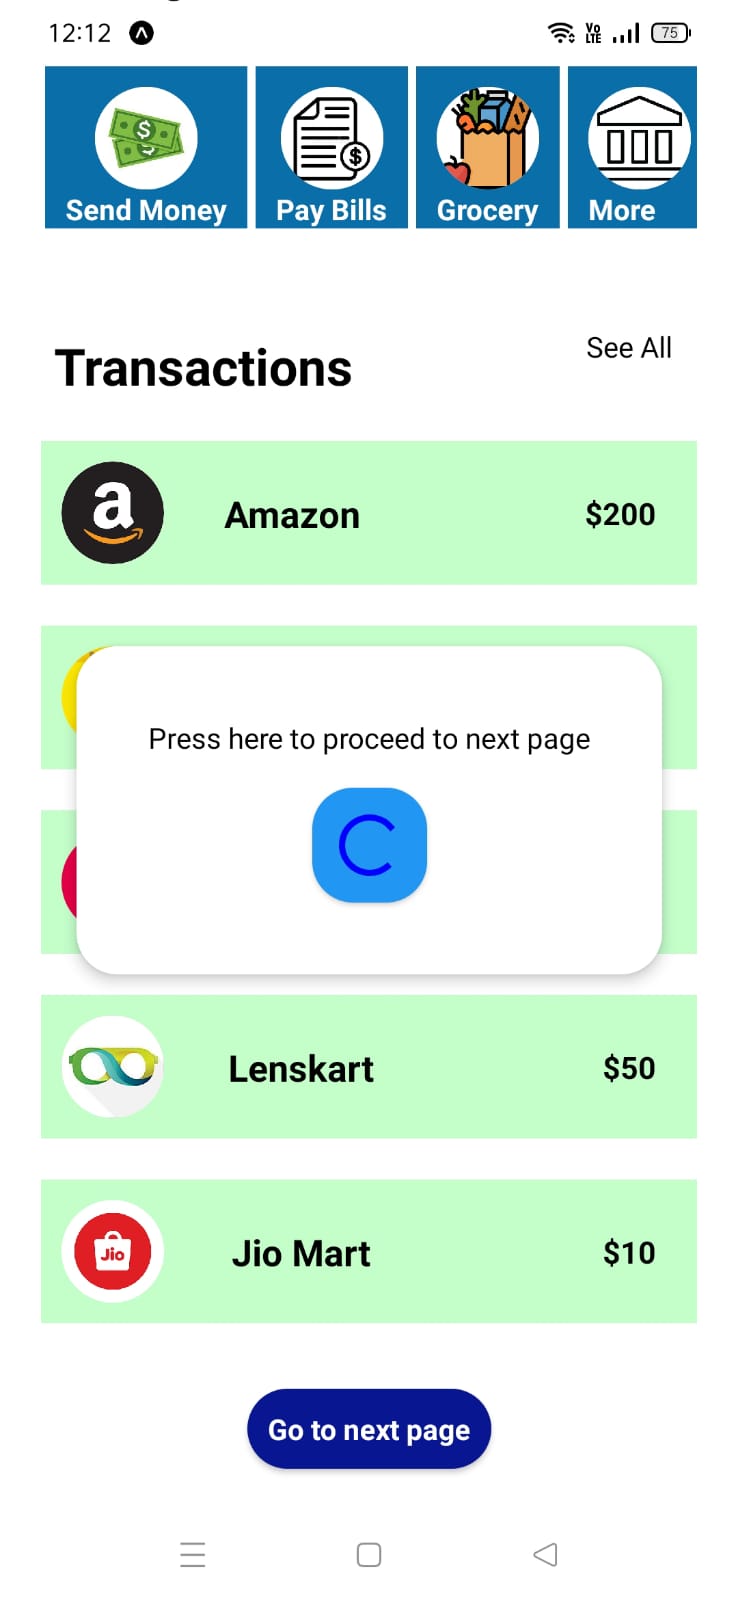 12:12
Vo
LTE
75
Send Money
Pay Bills
Grocery
More
Transactions
See All
a
Amazon
$200
Press here to proceed to next page
Lenskart
$50
Jio
Jio Mart
$10
Go to next page